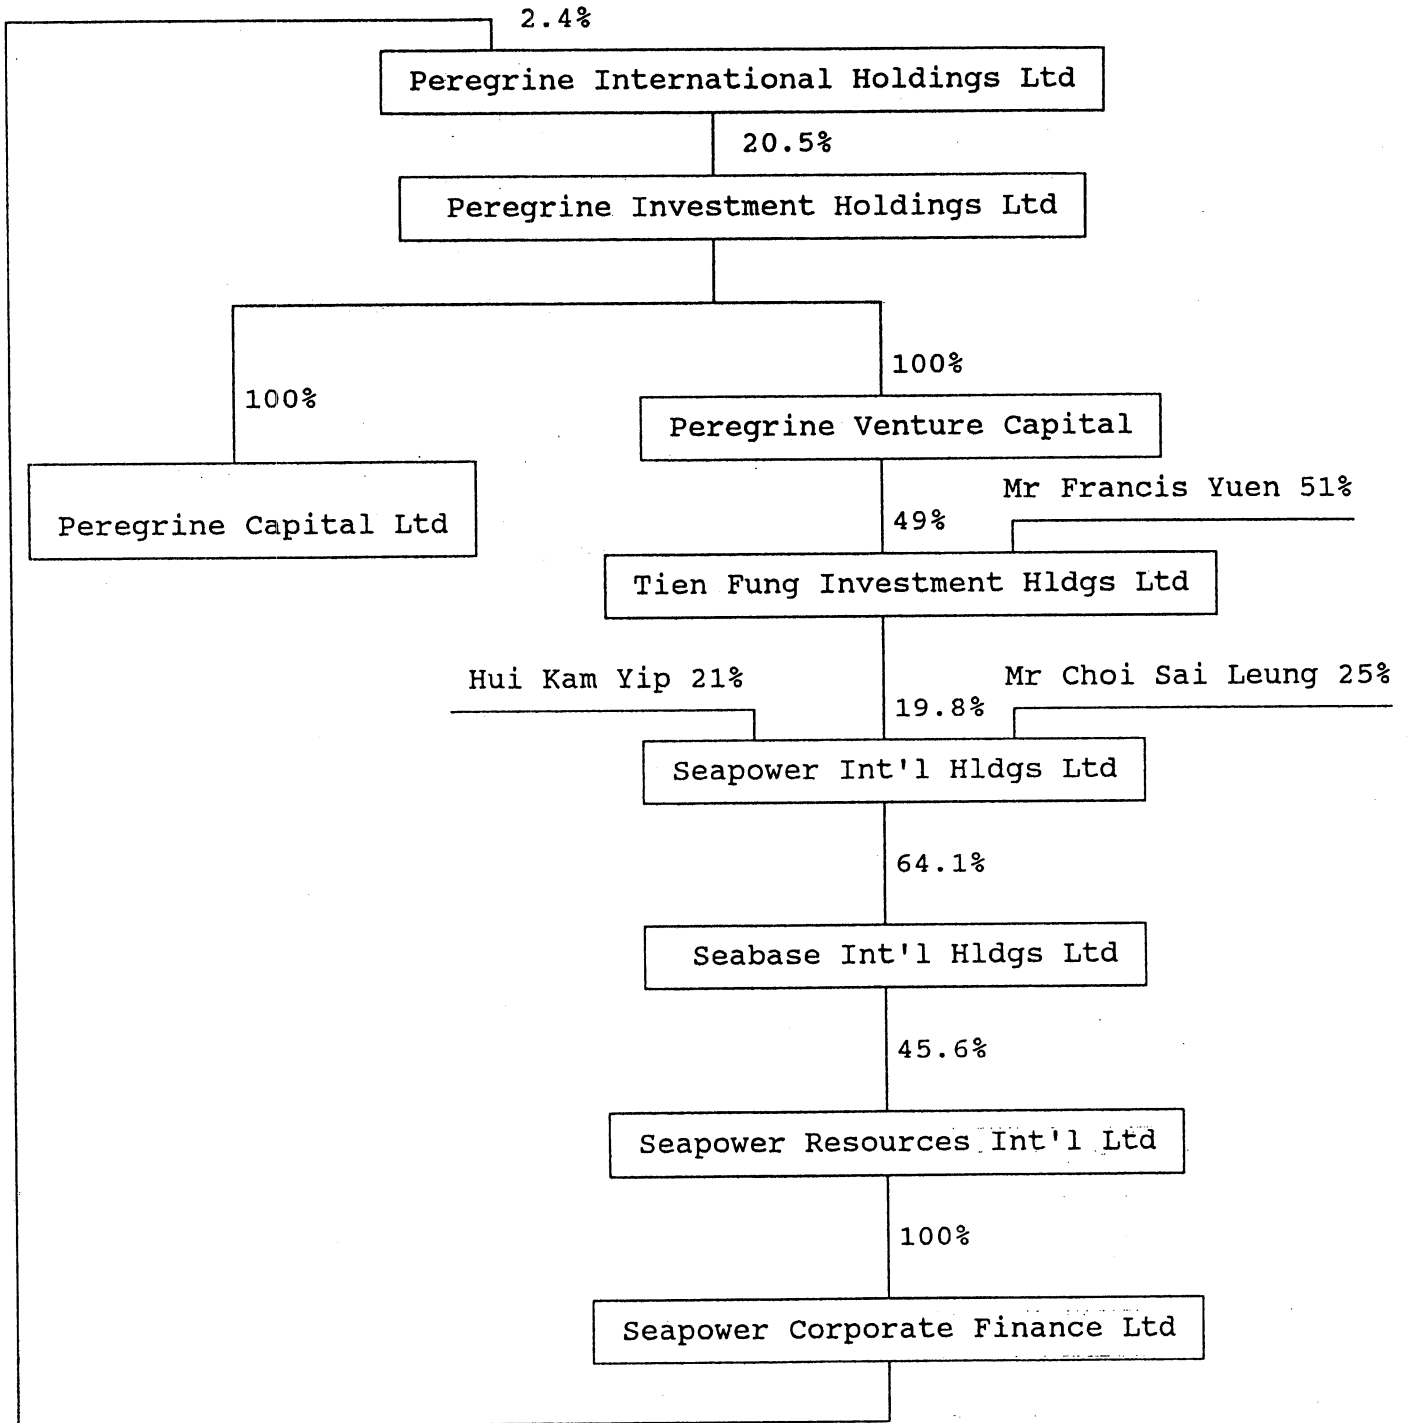 2.4%
Peregrine International Holdings Ltd
20.5%
Peregrine Investment Holdings Ltd
100%
100%
Peregrine Venture Capital
Mr Francis Yuen 51%
Peregrine Capital Ltd
49%
Tien Fung Investment Hldgs Ltd
Hui Kam Yip 21%
Mr Choi Sai Leung 25%
19.8%
Seapower Int'l Hldgs Ltd
64.1%
Seabase Int'l Hldgs Ltd
45.6%
Seapower Resources Int'l Ltd
100%
Seapower Corporate Finance Ltd